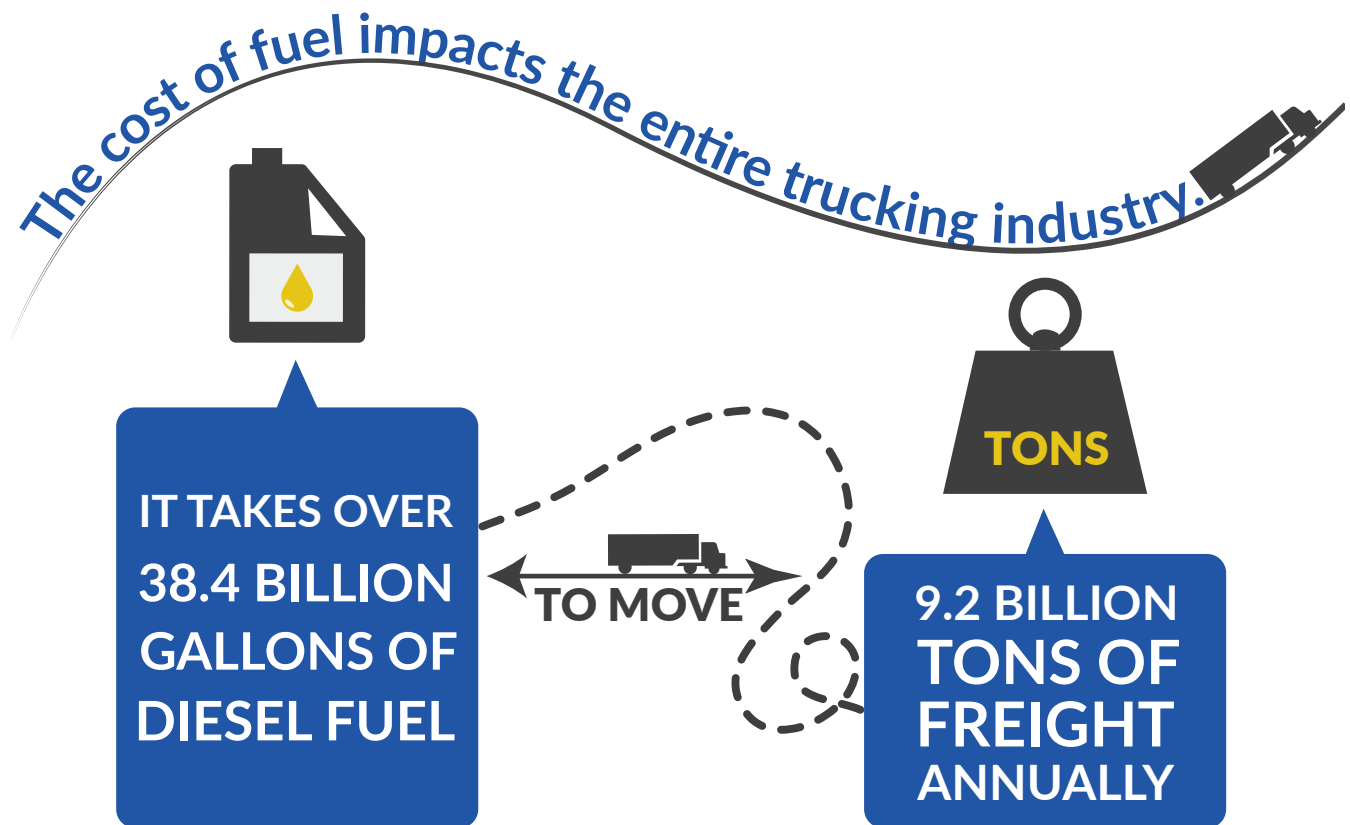 The cost of fuel impacts the entire trucking industry.
IT TAKES OVER
38.4 BILLION
GALLONS OF
DIESEL FUEL
TO MOVE
TONS
9.2 BILLION
TONS OF
FREIGHT
ANNUALLY